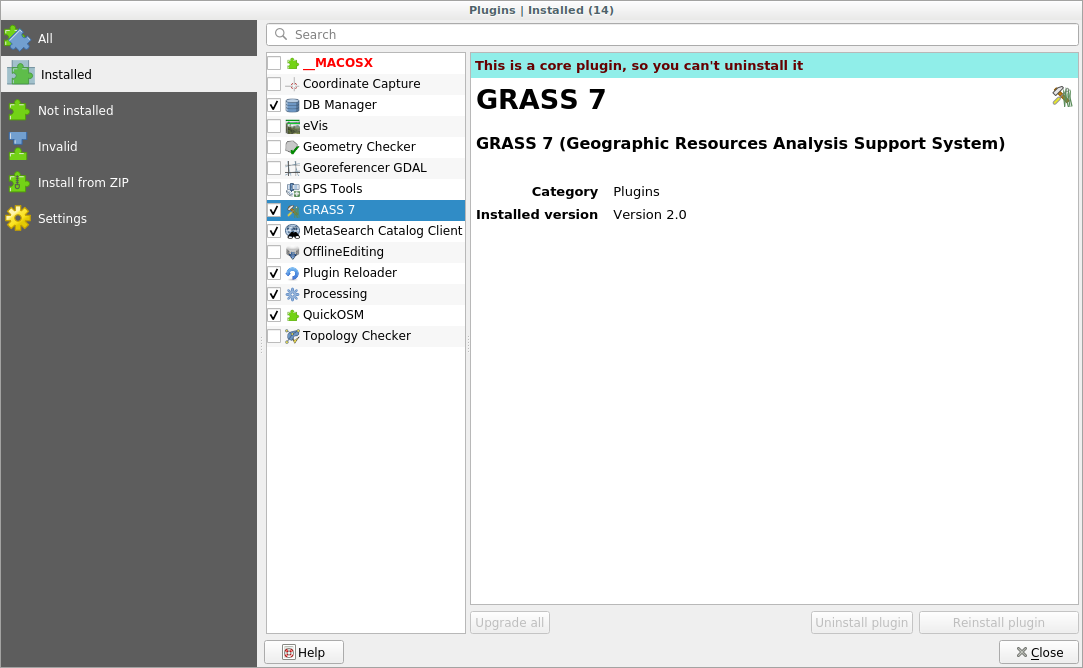 Plugins | Installed (14)
All
Installed
Not installed
Invalid
Install from ZIP
Settings
Search
__MACOSX
Coordinate Capture
DB Manager
eVis
Geometry Checker
Georeferencer GDAL
GPS Tools
GRASS 7
MetaSearch Catalog Client
OfflineEditing
Plugin Reloader
Processing
QuickOSM
Topology Checker
This is a core plugin, so you can't uninstall it
GRASS 7
GRASS 7 (Geographic Resources Analysis Support System)
Category Plugins
Installed version Version 2.0
Upgrade all Uninstall plugin Reinstall plugin
Help Close